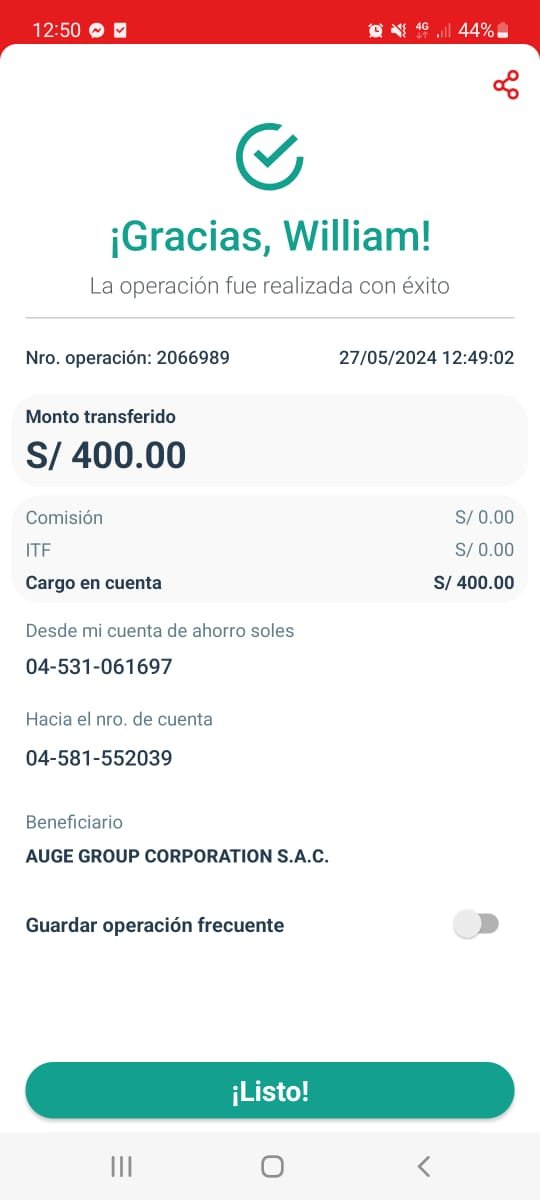 12:50
4G 44%
¡Gracias, William!
La operación fue realizada con éxito
Nro. operación: 2066989 27/05/2024 12:49:02
Monto transferido
S/ 400.00
Comisión S/ 0.00
ITF S/ 0.00
Cargo en cuenta S/ 400.00
Desde mi cuenta de ahorro soles
04-531-061697
Hacia el nro. de cuenta
04-581-552039
Beneficiario
AUGE GROUP CORPORATION S.A.C.
Guardar operación frecuente
¡Listo!